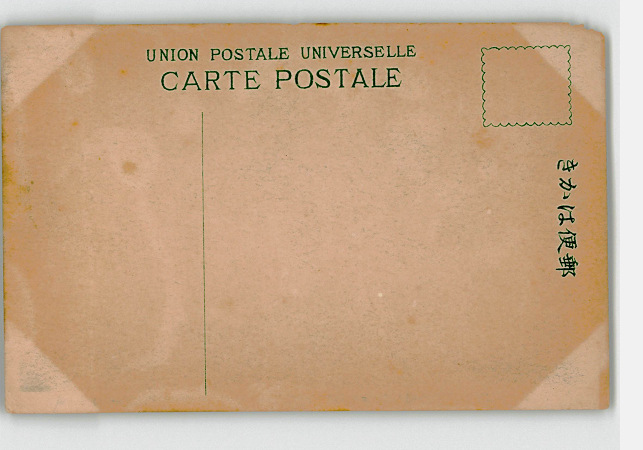 UNION POSTALE UNIVERSELLE
CARTE POSTALE
きかは便郵